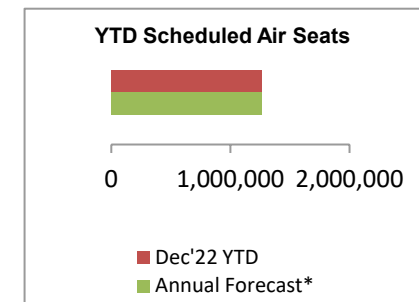 YTD Scheduled Air Seats
0 1,000,000 2,000,000
Dec'22 YTD
Annual Forecast*